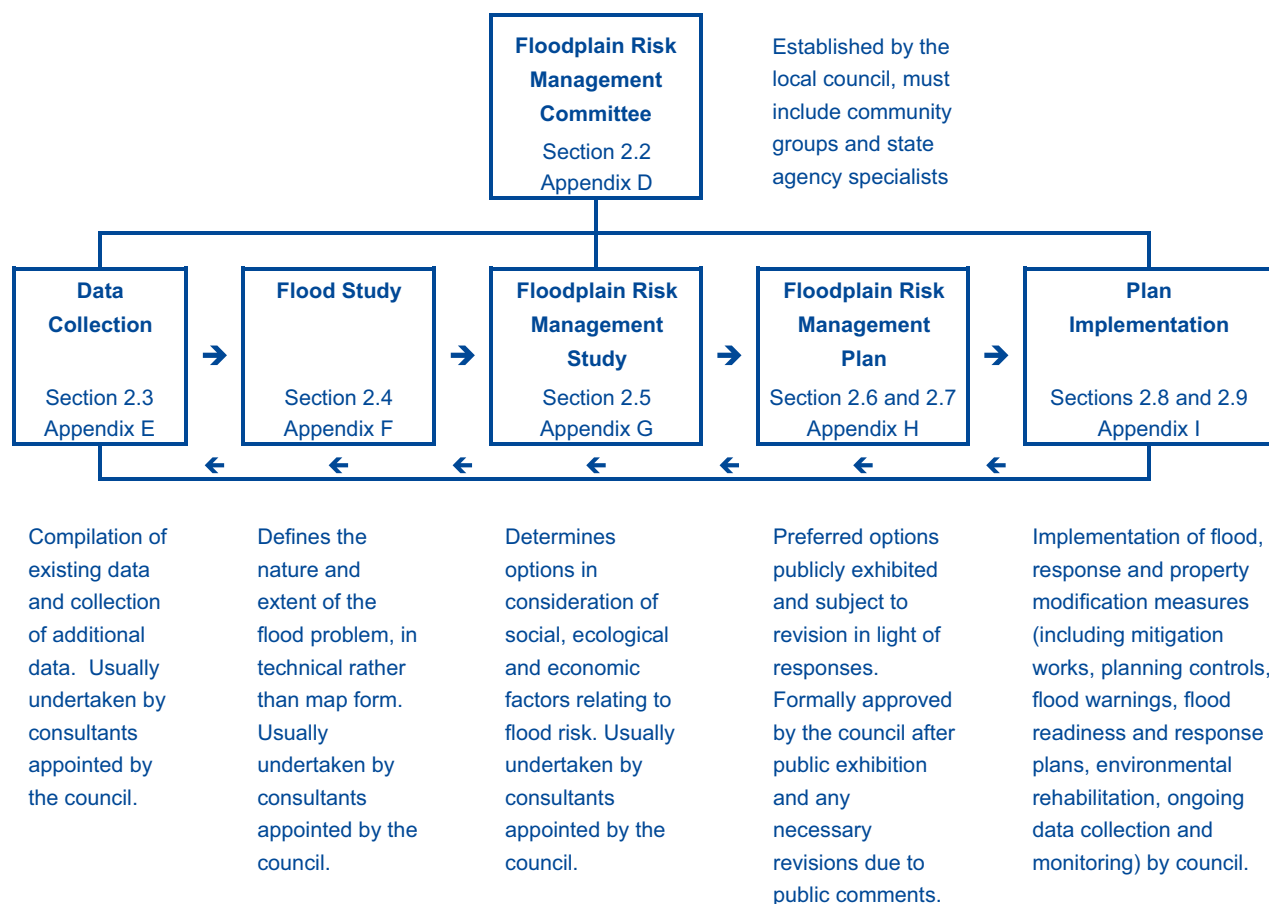 Floodplain Risk
Management
Committee
Section 2.2
Appendix D
Established by the
local council, must
include community
groups and state
agency specialists
Data
Collection
Section 2.3
Appendix E
Flood Study
Section 2.4
Appendix F
Floodplain Risk
Management
Study
Section 2.5
Appendix G
Floodplain Risk
Management
Plan
Section 2.6 and 2.7
Appendix H
Plan
Implementation
Sections 2.8 and 2.9
Appendix I
Compilation of
existing data
and collection
of additional
data.  Usually
undertaken by
consultants
appointed by
the council.
Defines the
nature and
extent of the
flood problem, in
technical rather
than map form.
Usually
undertaken by
consultants
appointed by the
council.
Determines
options in
consideration of
social, ecological
and economic
factors relating to
flood risk. Usually
undertaken by
consultants
appointed by the
council.
Preferred options
publicly exhibited
and subject to
revision in light of
responses.
Formally approved
by the council after
public exhibition
and any
necessary
revisions due to
public comments.
Implementation of flood,
response and property
modification measures
(including mitigation
works, planning controls,
flood warnings, flood
readiness and response
plans, environmental
rehabilitation, ongoing
data collection and
monitoring) by council.